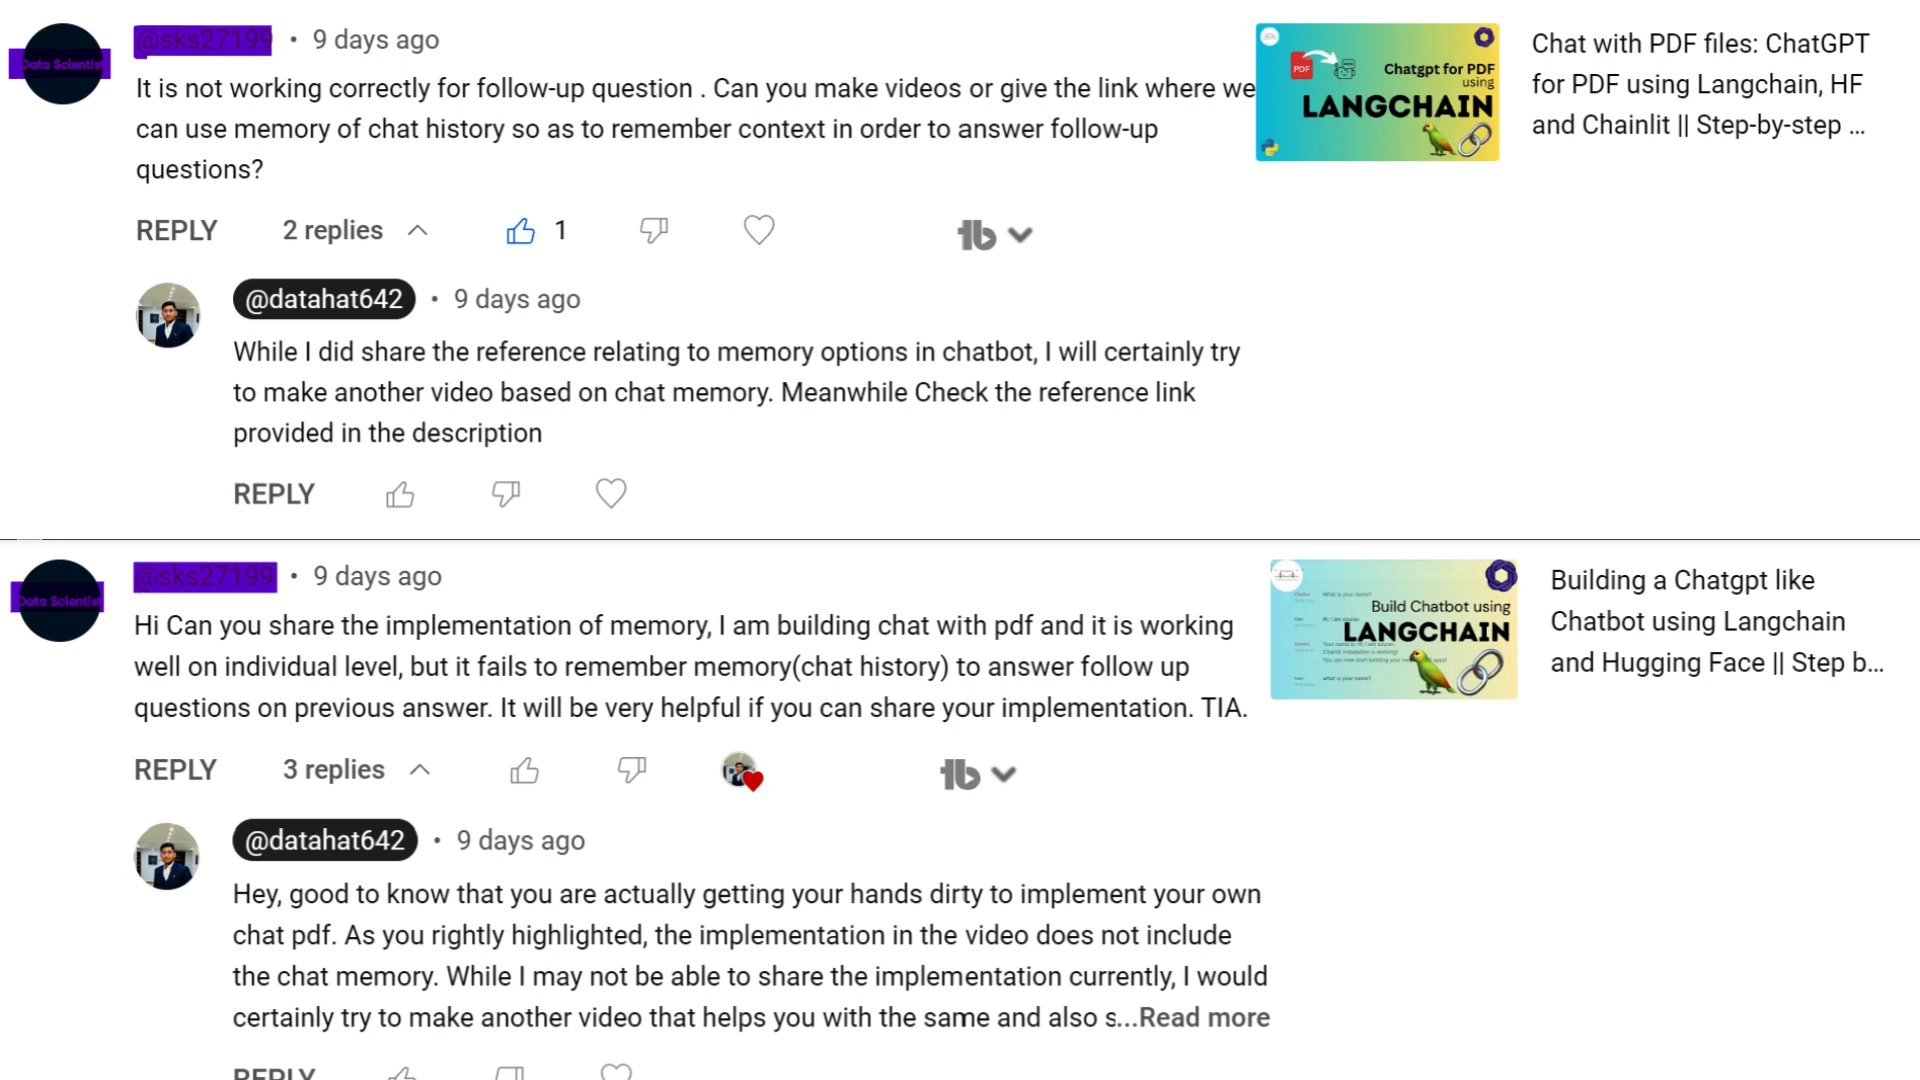 @sks27199 • 9 days ago
Data Scientist
It is not working correctly for follow-up question . Can you make videos or give the link where we
can use memory of chat history so as to remember context in order to answer follow-up
questions?
REPLY 2 replies 1
Chatgpt for PDF
using
LANGCHAIN
PDF
Chat with PDF files: ChatGPT
for PDF using Langchain, HF
and Chainlit || Step-by-step ...
@datahat642 • 9 days ago
While I did share the reference relating to memory options in chatbot, I will certainly try
to make another video based on chat memory. Meanwhile Check the reference link
provided in the description
REPLY
@sks27199 • 9 days ago
Data Scientist
Hi Can you share the implementation of memory, I am building chat with pdf and it is working
well on individual level, but it fails to remember memory(chat history) to answer follow up
questions on previous answer. It will be very helpful if you can share your implementation. TIA.
REPLY 3 replies
What is your name?
Build Chatbot using
LANGCHAIN
what is your name?
Building a Chatgpt like
Chatbot using Langchain
and Hugging Face || Step b...
@datahat642 • 9 days ago
Hey, good to know that you are actually getting your hands dirty to implement your own
chat pdf. As you rightly highlighted, the implementation in the video does not include
the chat memory. While I may not be able to share the implementation currently, I would
certainly try to make another video that helps you with the same and also s...Read more
REPLY